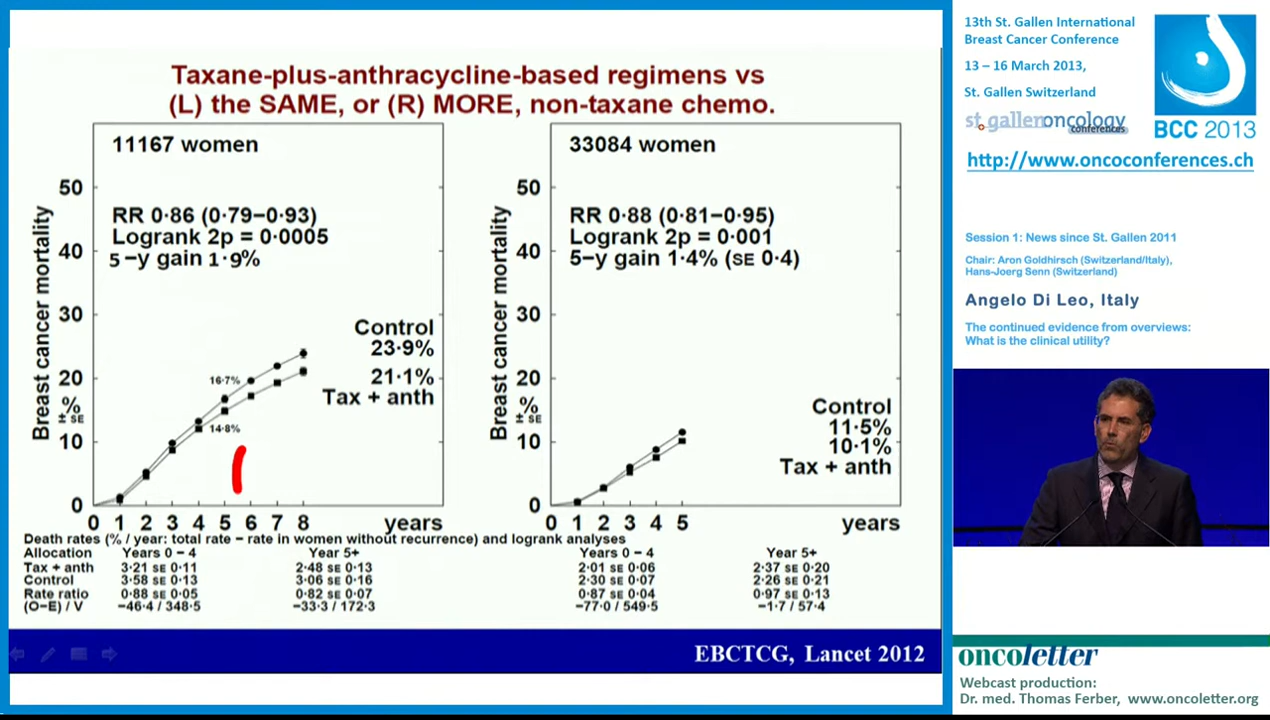 Taxane-plus-anthracycline-based regimens vs
(L) the SAME, or (R) MORE, non-taxane chemo.
11167 women
RR 0·86 (0·79−0·93)
Logrank 2p = 0·0005
5−y gain 1·9%
Breast cancer mortality
%
± SE
50
40
30
20
10
0
Control
23·9%
21·1%
Tax + anth
16·7%
14·8%
0 1 2 3 4 5 6 7 8 years
33084 women
RR 0·88 (0·81−0·95)
Logrank 2p = 0·001
5−y gain 1·4% (SE 0·4)
Breast cancer mortality
%
± SE
50
40
30
20
10
0
Control
11·5%
10·1%
Tax + anth
0 1 2 3 4 5 years
Death rates (% / year: total rate − rate in women without recurrence) and logrank analyses
Allocation Years 0 − 4 Year 5+ Years 0 − 4 Year 5+
Tax + anth 3·21 SE 0·11 2·48 SE 0·13 2·01 SE 0·06 2·37 SE 0·20
Control 3·58 SE 0·13 3·06 SE 0·16 2·30 SE 0·07 2·26 SE 0·21
Rate ratio 0·88 SE 0·05 0·82 SE 0·07 0·87 SE 0·04 0·97 SE 0·13
(O−E) / V −46·4 / 348·5 −33·3 / 172·3 −77·0 / 549·5 −1·7 / 57·4
EBCTCG, Lancet 2012
13th St. Gallen International
Breast Cancer Conference
13 – 16 March 2013,
St. Gallen Switzerland
st.gallenoncology
conferences
BCC 2013
http://www.oncoconferences.ch
Session 1: News since St. Gallen 2011
Chair: Aron Goldhirsch (Switzerland/Italy),
Hans-Joerg Senn (Switzerland)
Angelo Di Leo, Italy
The continued evidence from overviews:
What is the clinical utility?
oncoletter
Webcast production:
Dr. med. Thomas Ferber, www.oncoletter.org